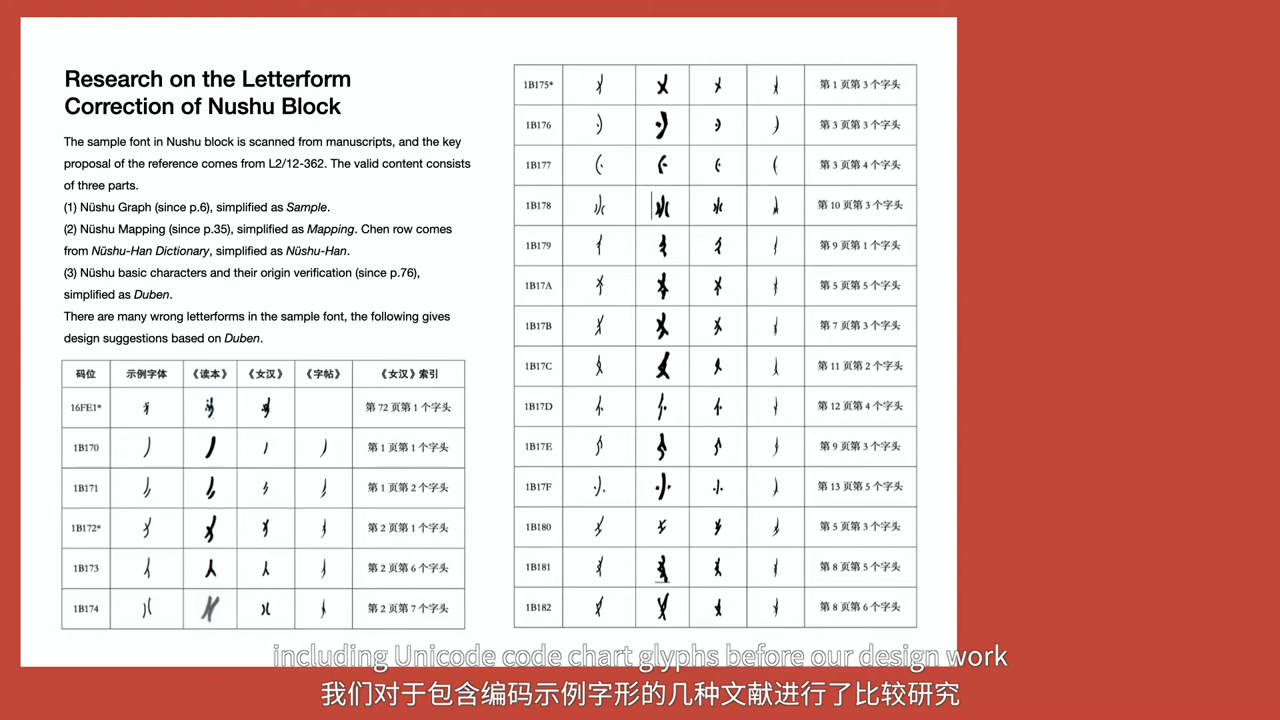 Research on the Letterform
Correction of Nushu Block
The sample font in Nushu block is scanned from manuscripts, and the key
proposal of the reference comes from L2/12-362. The valid content consists
of three parts.
(1) Nüshu Graph (since p.6), simplified as Sample.
(2) Nüshu Mapping (since p.35), simplified as Mapping. Chen row comes
from Nüshu-Han Dictionary, simplified as Nüshu-Han.
(3) Nüshu basic characters and their origin verification (since p.76),
simplified as Duben.
There are many wrong letterforms in the sample font, the following gives
design suggestions based on Duben.
码位 示例字体 《读本》 《女汉》 《字帖》 《女汉》索引
16FE1* 第 72 页第 1 个字头
1B170 第 1 页第 1 个字头
1B171 第 1 页第 2 个字头
1B172* 第 2 页第 1 个字头
1B173 第 2 页第 6 个字头
1B174 第 2 页第 7 个字头
1B175* 第 1 页第 3 个字头
1B176 第 3 页第 3 个字头
1B177 第 3 页第 4 个字头
1B178 第 10 页第 3 个字头
1B179 第 9 页第 1 个字头
1B17A 第 5 页第 5 个字头
1B17B 第 7 页第 3 个字头
1B17C 第 11 页第 2 个字头
1B17D 第 12 页第 4 个字头
1B17E 第 9 页第 3 个字头
1B17F 第 13 页第 5 个字头
1B180 第 5 页第 3 个字头
1B181 第 8 页第 5 个字头
1B182 第 8 页第 6 个字头
including Unicode code chart glyphs before our design work
我们对于包含编码示例字形的几种文献进行了比较研究